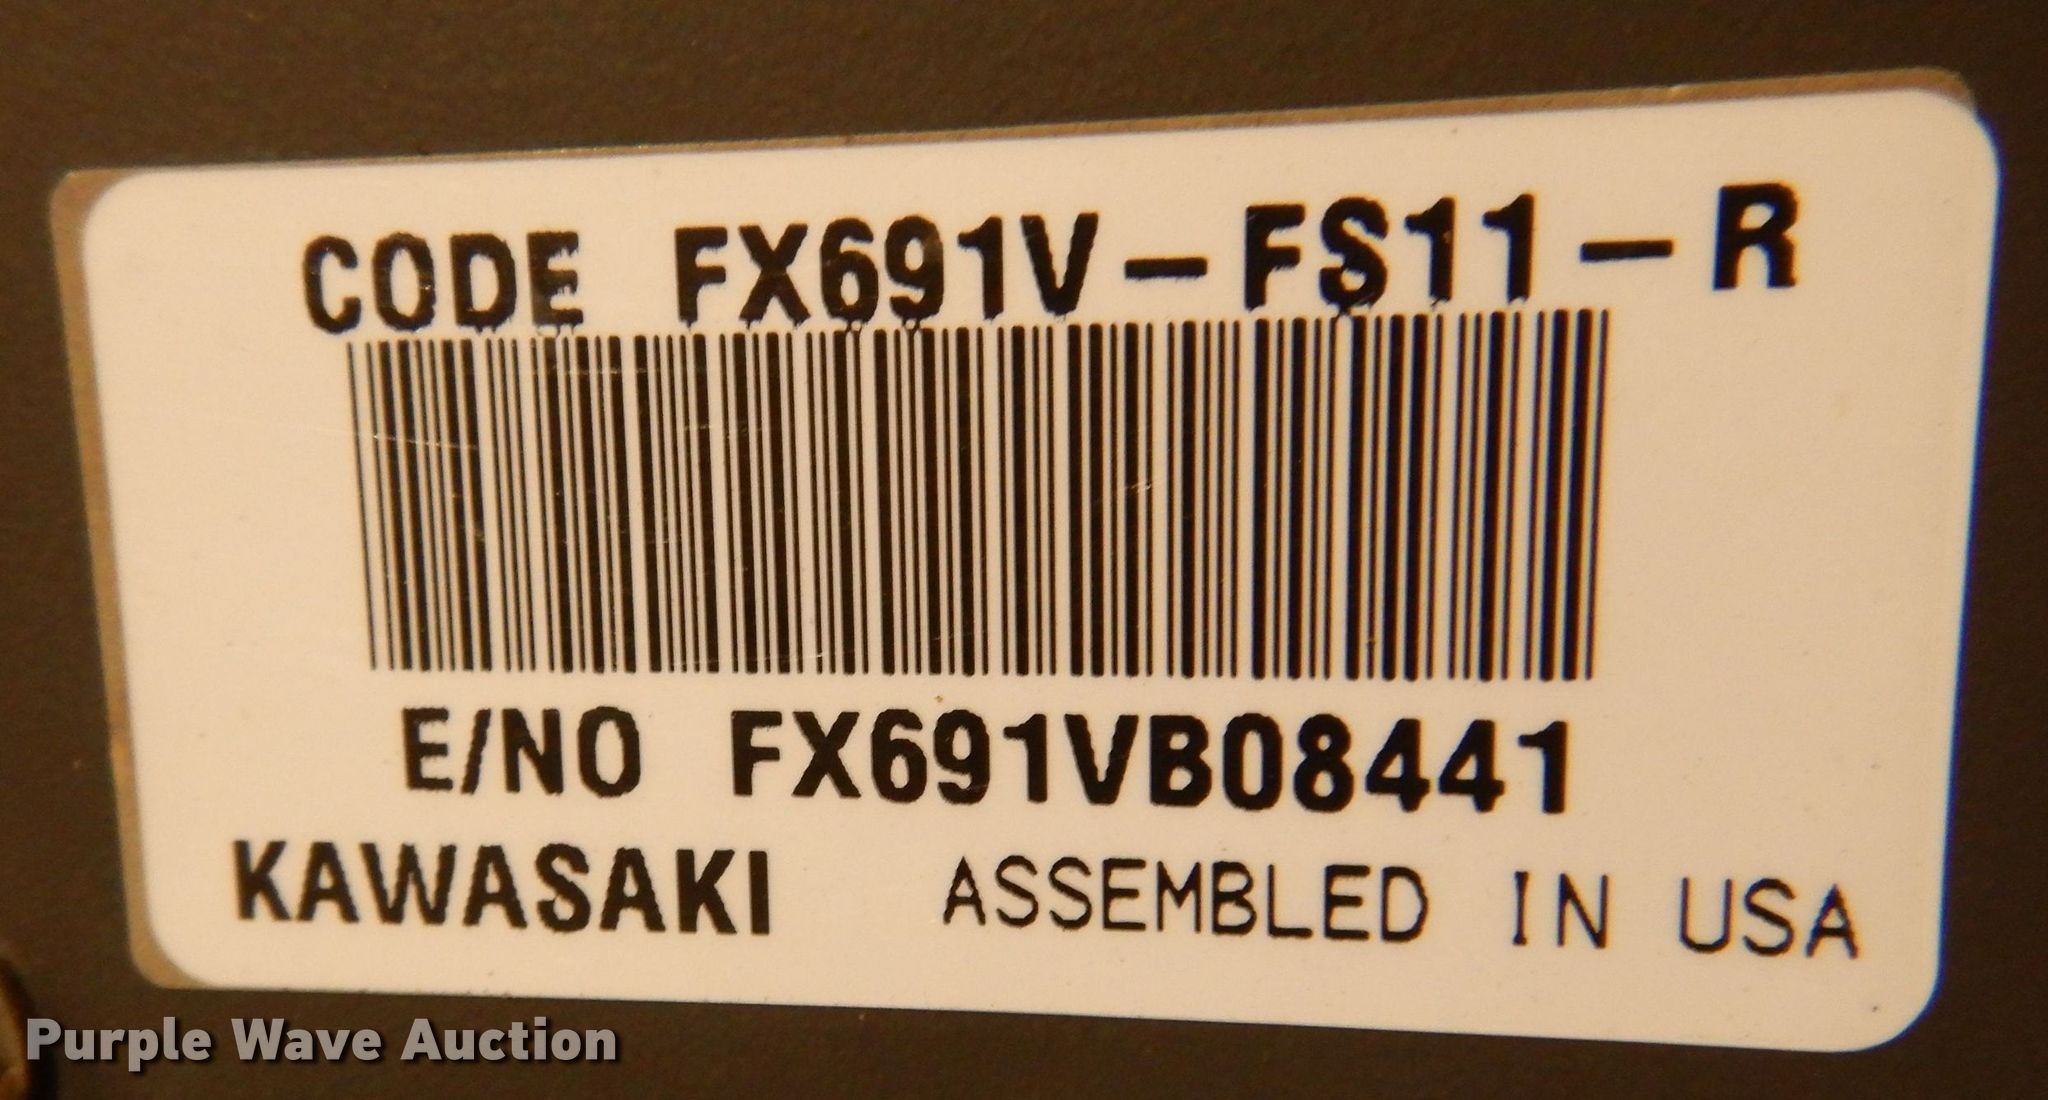 CODE FX691V-FS11-R
E/NO FX691VB08441
KAWASAKI ASSEMBLED IN USA
Purple Wave Auction